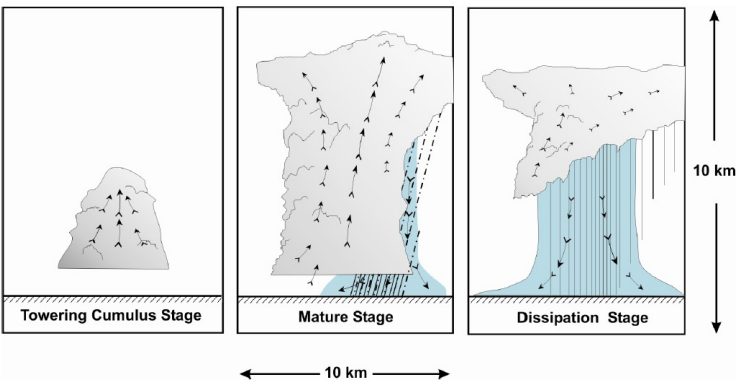 Towering Cumulus Stage
Mature Stage
Dissipation Stage
10 km
10 km